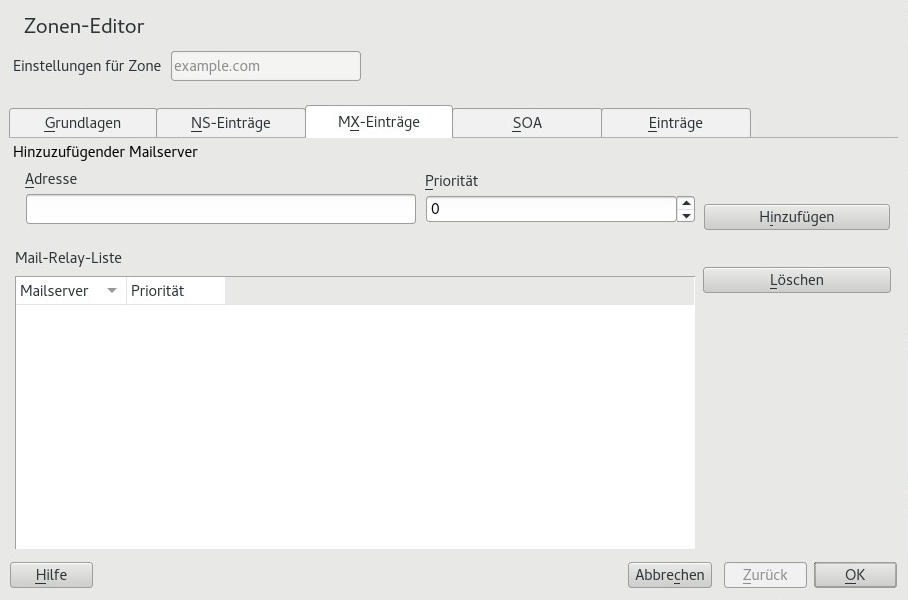 Zonen-Editor
Einstellungen für Zone example.com
Grundlagen NS-Einträge MX-Einträge SOA Einträge
Hinzuzufügender Mailserver
Adresse Priorität
0 Hinzufügen
Mail-Relay-Liste
Löschen
Mailserver Priorität
Hilfe Abbrechen Zurück OK